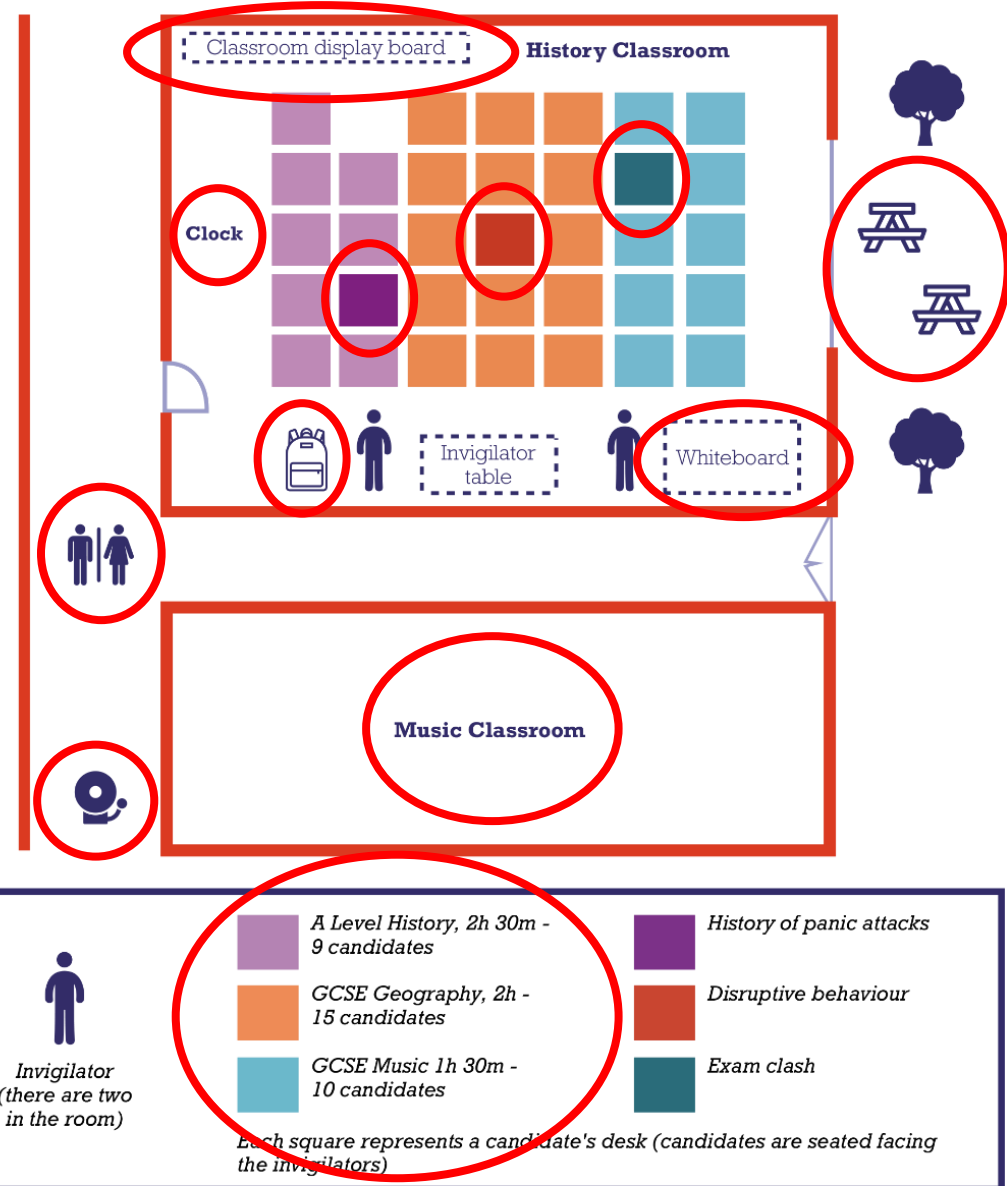 Classroom display board
History Classroom
Clock
Invigilator
table
Whiteboard
Music Classroom
A Level History, 2h 30m -
9 candidates
History of panic attacks
GCSE Geography, 2h -
15 candidates
Disruptive behaviour
GCSE Music 1h 30m -
10 candidates
Exam clash
Invigilator
(there are two
in the room)
Each square represents a candidate's desk (candidates are seated facing
the invigilators)